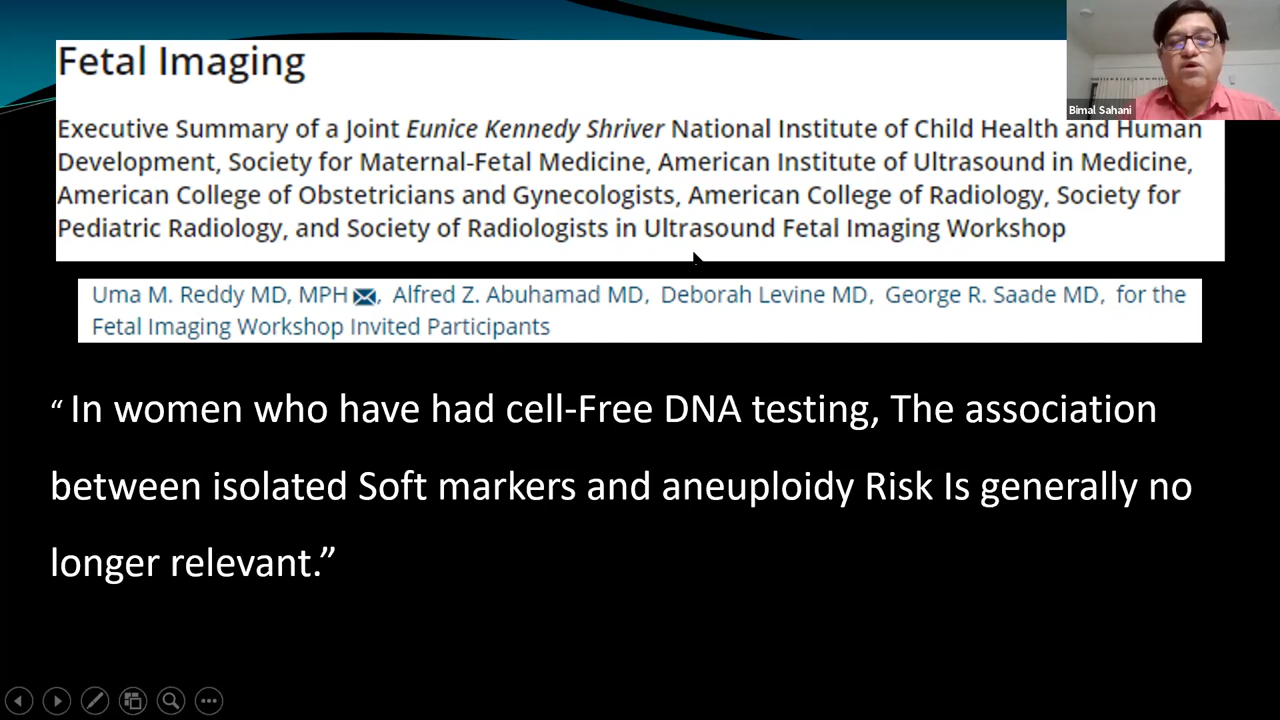 Fetal Imaging
Bimal Sahani
Executive Summary of a Joint Eunice Kennedy Shriver National Institute of Child Health and Human
Development, Society for Maternal-Fetal Medicine, American Institute of Ultrasound in Medicine,
American College of Obstetricians and Gynecologists, American College of Radiology, Society for
Pediatric Radiology, and Society of Radiologists in Ultrasound Fetal Imaging Workshop
Uma M. Reddy MD, MPH, Alfred Z. Abuhamad MD, Deborah Levine MD, George R. Saade MD, for the
Fetal Imaging Workshop Invited Participants
“ In women who have had cell-Free DNA testing, The association
between isolated Soft markers and aneuploidy Risk Is generally no
longer relevant.”